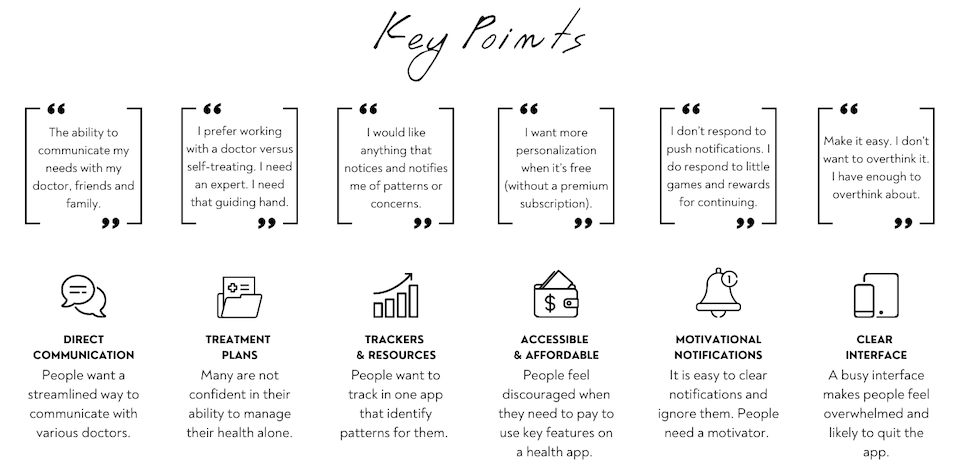 Key Points
“
The ability to
communicate my
needs with my
doctor, friends and
family.
”
“
I prefer working
with a doctor versus
self-treating. I need
an expert. I need
that guiding hand.
”
“
I would like
anything that
notices and notifies
me of patterns or
concerns.
”
“
I want more
personalization
when it's free
(without a premium
subscription).
”
“
I don't respond to
push notifications. I
do respond to little
games and rewards
for continuing.
”
“
Make it easy. I don't
want to overthink it.
I have enough to
overthink about.
”
DIRECT
COMMUNICATION
People want a
streamlined way to
communicate with
various doctors.
TREATMENT
PLANS
Many are not
confident in their
ability to manage
their health alone.
TRACKERS
& RESOURCES
People want to
track in one app
that identify
patterns for them.
$
ACCESSIBLE
& AFFORDABLE
People feel
discouraged when
they need to pay to
use key features on
a health app.
1
MOTIVATIONAL
NOTIFICATIONS
It is easy to clear
notifications and
ignore them. People
need a motivator.
CLEAR
INTERFACE
A busy interface
makes people feel
overwhelmed and
likely to quit the
app.